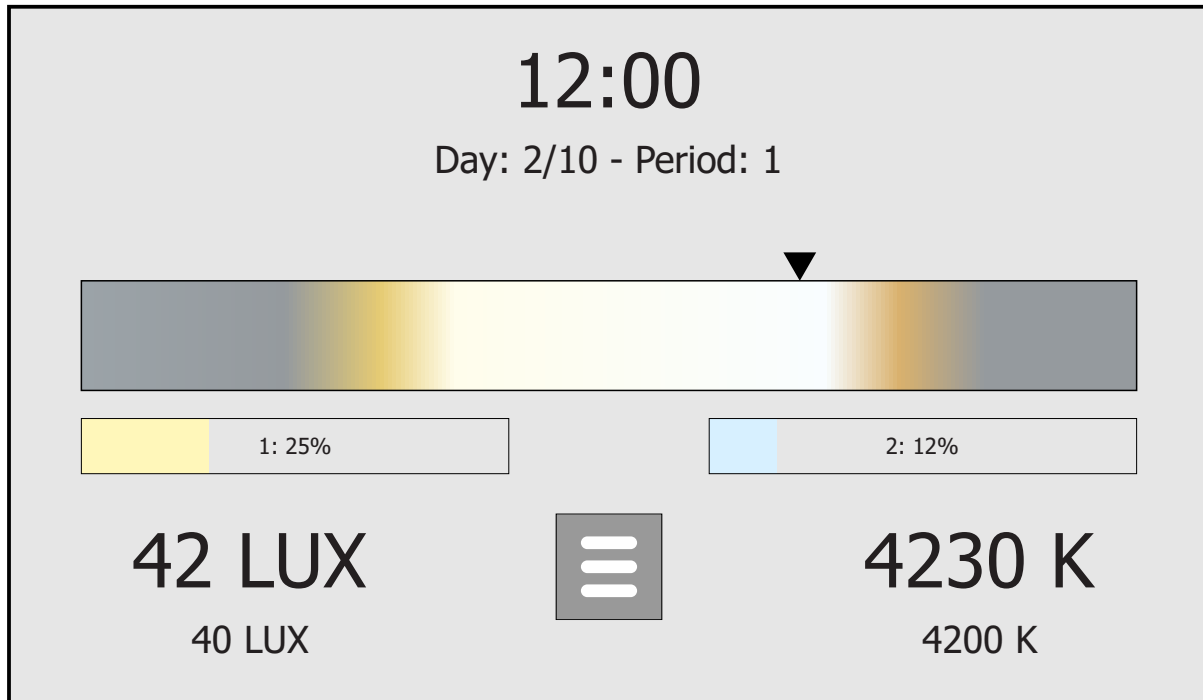 12:00
Day: 2/10 - Period: 1
1: 25%
2: 12%
42 LUX
4230 K
40 LUX
4200 K